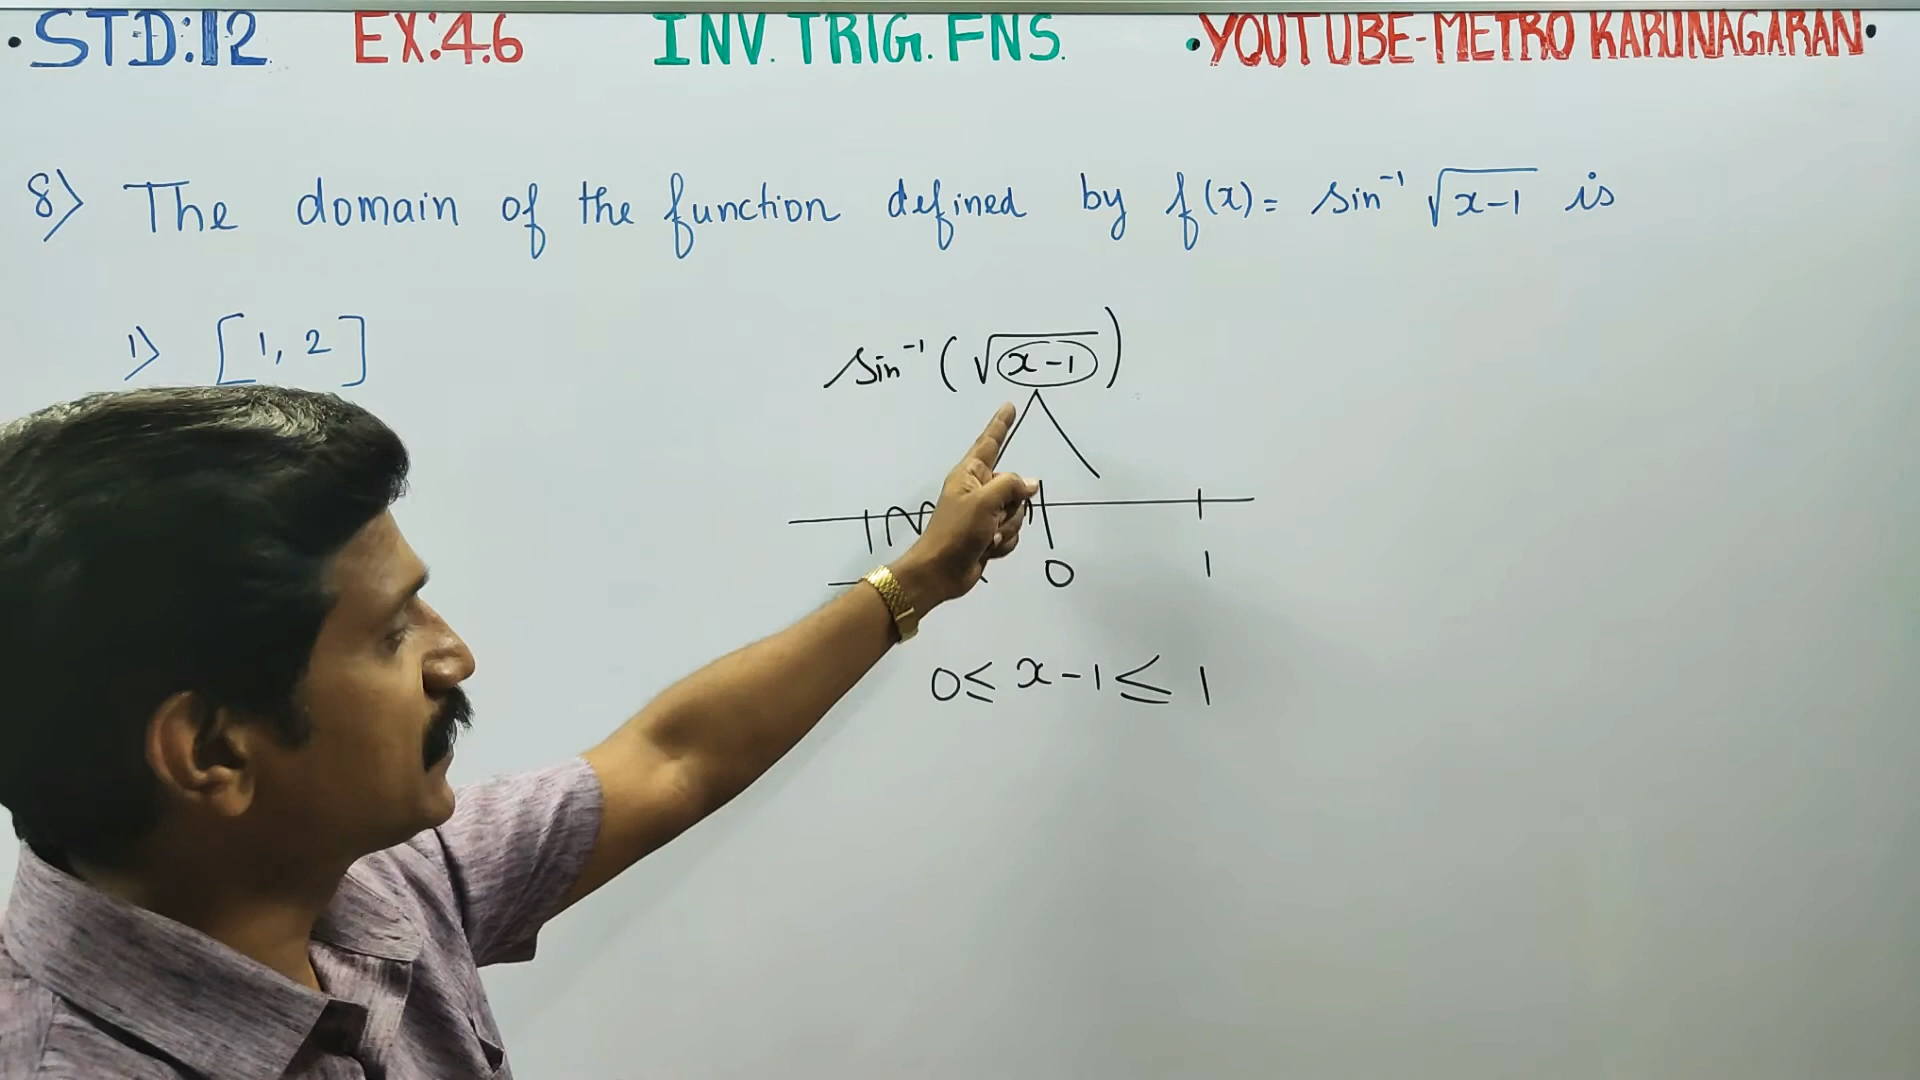 •STD:12 EX:4.6 INV. TRIG. FNS. •YOUTUBE-METRO KARUNAGARAN•
8) The domain of the function defined by f(x)= sin⁻¹ √x-1 is
1) [1, 2]
sin⁻¹(√x-1)
0 1
0≤ x-1 ≤ 1